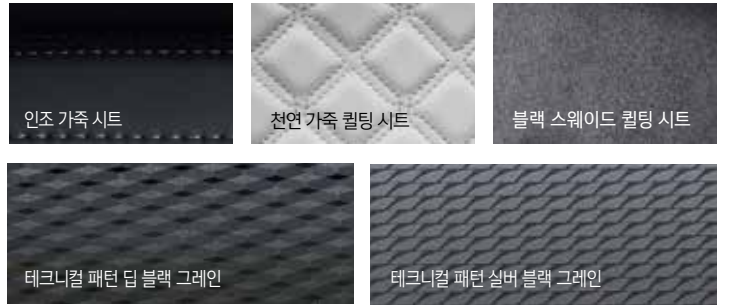 인조 가죽 시트
천연 가죽 퀼팅 시트
블랙 스웨이드 퀼팅 시트
테크니컬 패턴 딥 블랙 그레인
테크니컬 패턴 실버 블랙 그레인